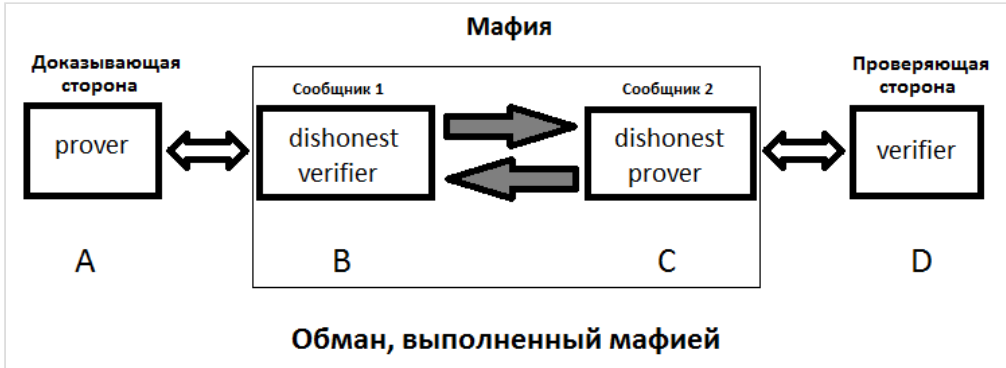 Мафия
Доказывающая
сторона
Сообщник 1
Сообщник 2
Проверяющая
сторона
prover
dishonest
verifier
dishonest
prover
verifier
A
B
C
D
Обман, выполненный мафией